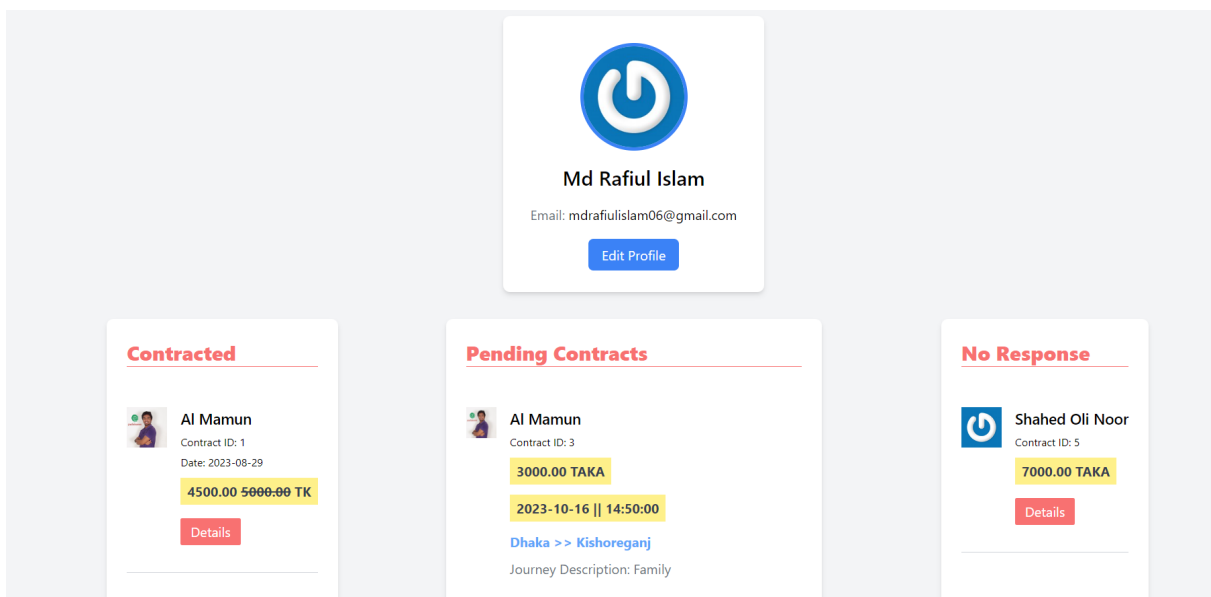 Md Rafiul Islam
Email: mdrafiulislam06@gmail.com
Edit Profile
Contracted
Al Mamun
Contract ID: 1
Date: 2023-08-29
4500.00 5000.00 TK
Details
Pending Contracts
Al Mamun
Contract ID: 3
3000.00 TAKA
2023-10-16 || 14:50:00
Dhaka >> Kishoreganj
Journey Description: Family
No Response
Shahed Oli Noor
Contract ID: 5
7000.00 TAKA
Details